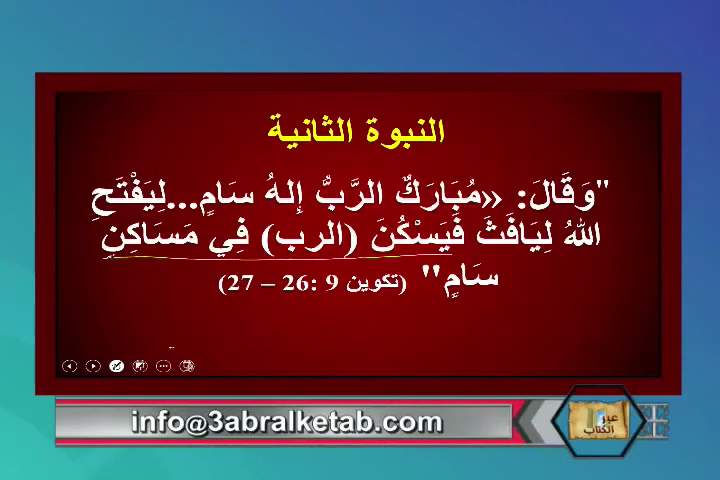 النبوة الثانية
"وَقَالَ: «مُبَارَكٌ الرَّبُّ إِلهُ سَامٍ...لِيَفْتَحِ
اللهُ لِيَافَثَ فَيَسْكُنَ (الرب) فِي مَسَاكِنِ
سَامٍ" (تكوين 9 :26 – 27)
info@3abralketab.com
عبر
الكتاب